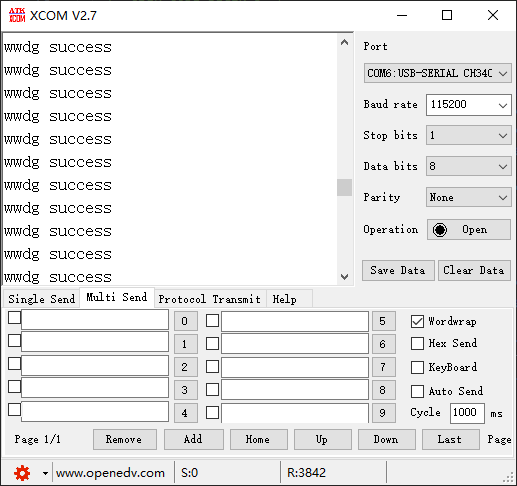 ATK
XCOM XCOM V2.7
wwdg success
wwdg success
wwdg success
wwdg success
wwdg success
wwdg success
wwdg success
wwdg success
wwdg success
wwdg success
wwdg success
Port
COM6:USB-SERIAL CH340
Baud rate 115200
Stop bits 1
Data bits 8
Parity None
Operation Open
Save Data Clear Data
Single Send Multi Send Protocol Transmit Help
0 5 Wordwrap
1 6 Hex Send
2 7 KeyBoard
3 8 Auto Send
4 9 Cycle 1000 ms
Page 1/1 Remove Add Home Up Down Last Page
www.openedv.com S:0 R:3842